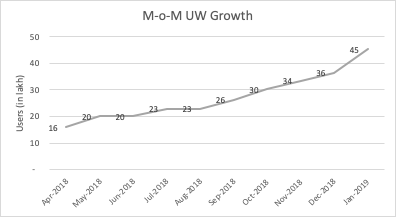 M-o-M UW Growth
Users (in lakh)
50
40
30
20
10
-
16
20
20
23
23
26
30
34
36
45
Apr-2018
May-2018
Jun-2018
Jul-2018
Aug-2018
Sep-2018
Oct-2018
Nov-2018
Dec-2018
Jan-2019